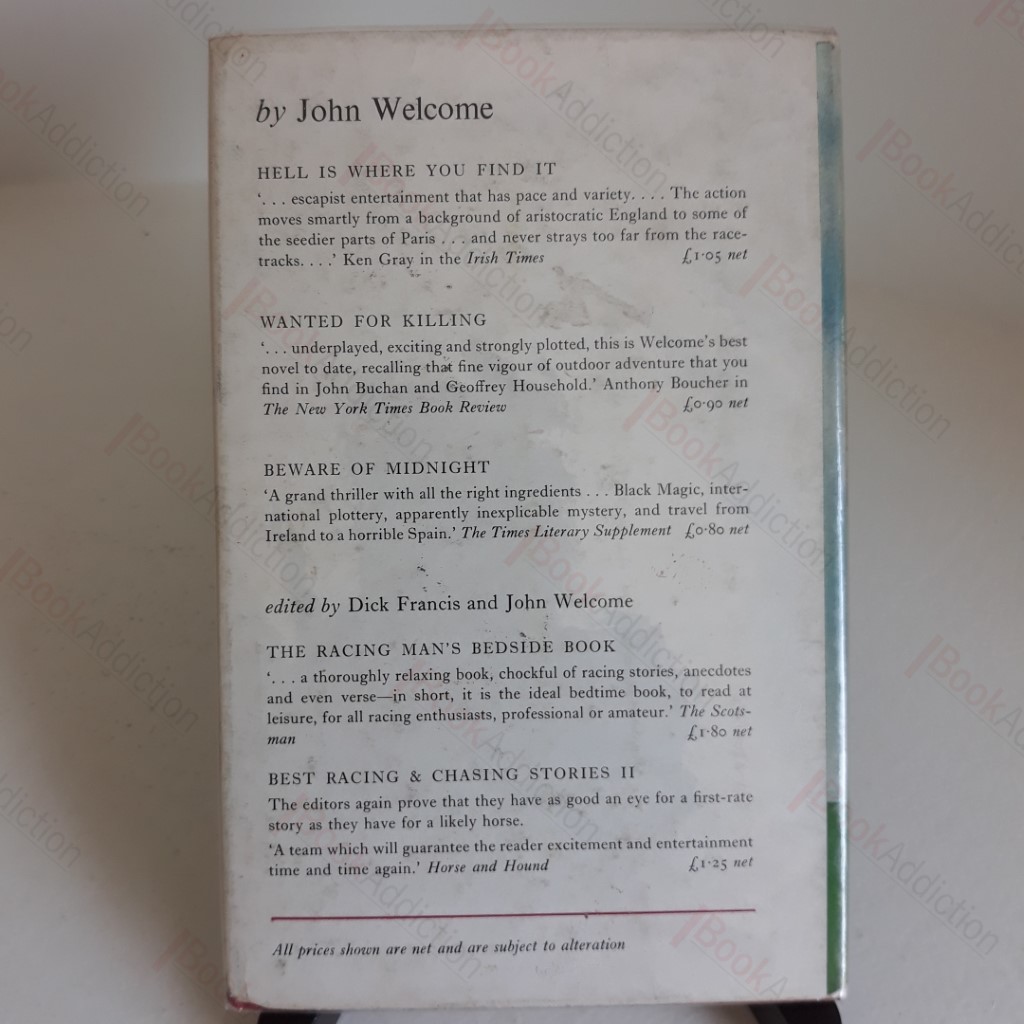 by John Welcome
HELL IS WHERE YOU FIND IT
‘. . . escapist entertainment that has pace and variety. . . . The action
moves smartly from a background of aristocratic England to some of
the seedier parts of Paris . . . and never strays too far from the race-
tracks. . . .’ Ken Gray in the Irish Times £1·05 net
WANTED FOR KILLING
‘. . . underplayed, exciting and strongly plotted, this is Welcome’s best
novel to date, recalling that fine vigour of outdoor adventure that you
find in John Buchan and Geoffrey Household.’ Anthony Boucher in
The New York Times Book Review £0·90 net
BEWARE OF MIDNIGHT
‘A grand thriller with all the right ingredients . . . Black Magic, inter-
national plottery, apparently inexplicable mystery, and travel from
Ireland to a horrible Spain.’ The Times Literary Supplement £0·80 net
edited by Dick Francis and John Welcome
THE RACING MAN’S BEDSIDE BOOK
‘. . . a thoroughly relaxing book, chockful of racing stories, anecdotes
and even verse—in short, it is the ideal bedtime book, to read at
leisure, for all racing enthusiasts, professional or amateur.’ The Scots-
man £1·80 net
BEST RACING & CHASING STORIES II
The editors again prove that they have as good an eye for a first-rate
story as they have for a likely horse.
‘A team which will guarantee the reader excitement and entertainment
time and time again.’ Horse and Hound £1·25 net
All prices shown are net and are subject to alteration
BookAddiction